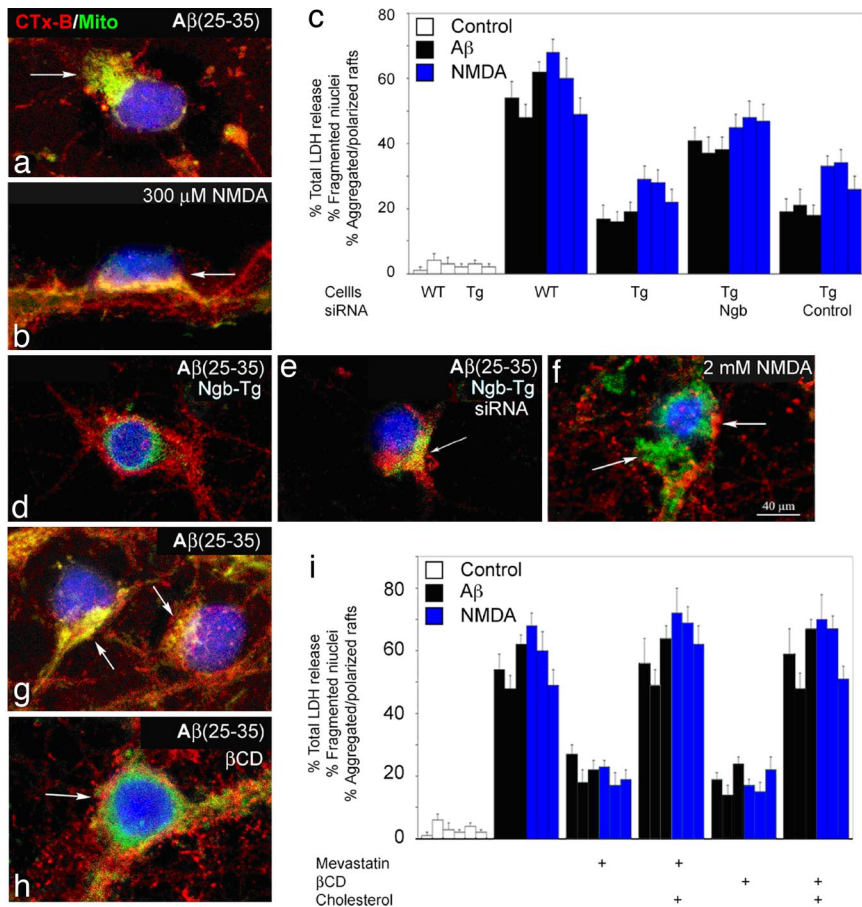 a
CTx-B/Mito Aβ(25-35)
b
300 μM NMDA
c
Control
Aβ
NMDA
% Total LDH release
% Fragmented niuclei
% Aggregated/polarized rafts
80
60
40
20
0
Cellls WT Tg WT Tg Tg Tg
siRNA Ngb Control
d
Aβ(25-35)
Ngb-Tg
e
Aβ(25-35)
Ngb-Tg
siRNA
f
2 mM NMDA
40 μm
g
Aβ(25-35)
h
Aβ(25-35)
βCD
i
Control
Aβ
NMDA
% Total LDH release
% Fragmented nuclei
% Aggregated/polarized rafts
80
60
40
20
0
Mevastatin + +
βCD + +
Cholesterol + +